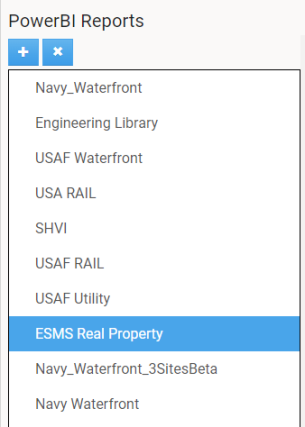 PowerBI Reports
Navy_Waterfront
Engineering Library
USAF Waterfront
USA RAIL
SHVI
USAF RAIL
USAF Utility
ESMS Real Property
Navy_Waterfront_3SitesBeta
Navy Waterfront